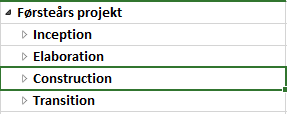 Førsteårs projekt
Inception
Elaboration
Construction
Transition